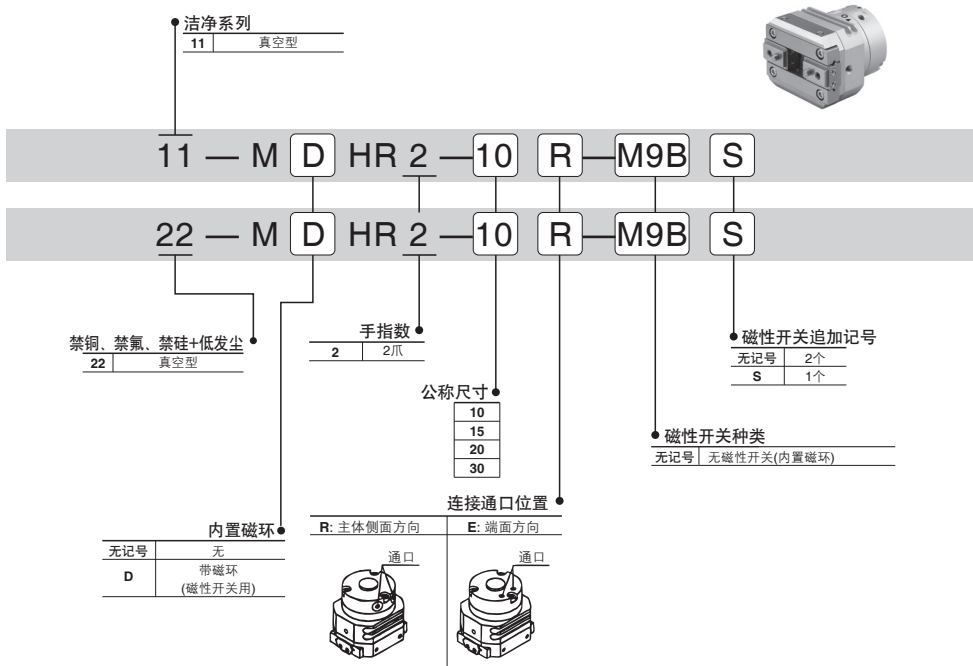 洁净系列
11 真空型
11 — M D HR 2 — 10 R — M9B S
22 — M D HR 2 — 10 R — M9B S
禁铜、禁氟、禁硅+低发尘
22 真空型
手指数
2 2爪
磁性开关追加记号
无记号 2个
S 1个
公称尺寸
10
15
20
30
磁性开关种类
无记号 无磁性开关(内置磁环)
连接通口位置
R: 主体侧面方向 E: 端面方向
通口 通口
内置磁环
无记号 无
D 带磁环
(磁性开关用)